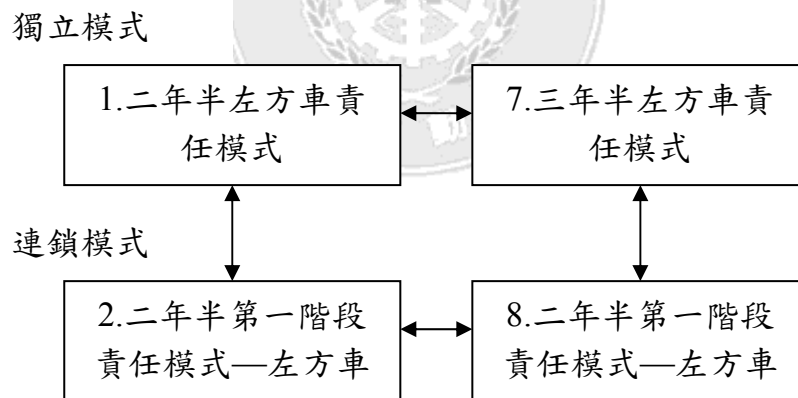 獨立模式
1.二年半左方車責
任模式
7.三年半左方車責
任模式
連鎖模式
2.二年半第一階段
責任模式—左方車
8.二年半第一階段
責任模式—左方車